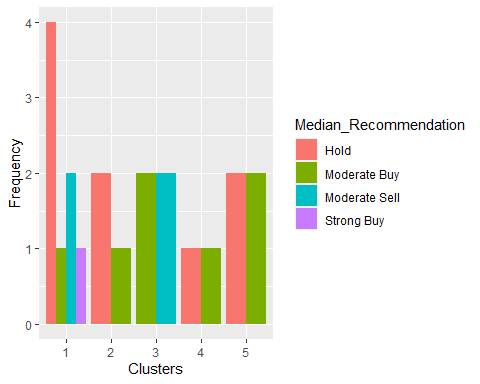 4
3
2
1
0
Frequency
1 2 3 4 5
Clusters
Median_Recommendation
Hold
Moderate Buy
Moderate Sell
Strong Buy